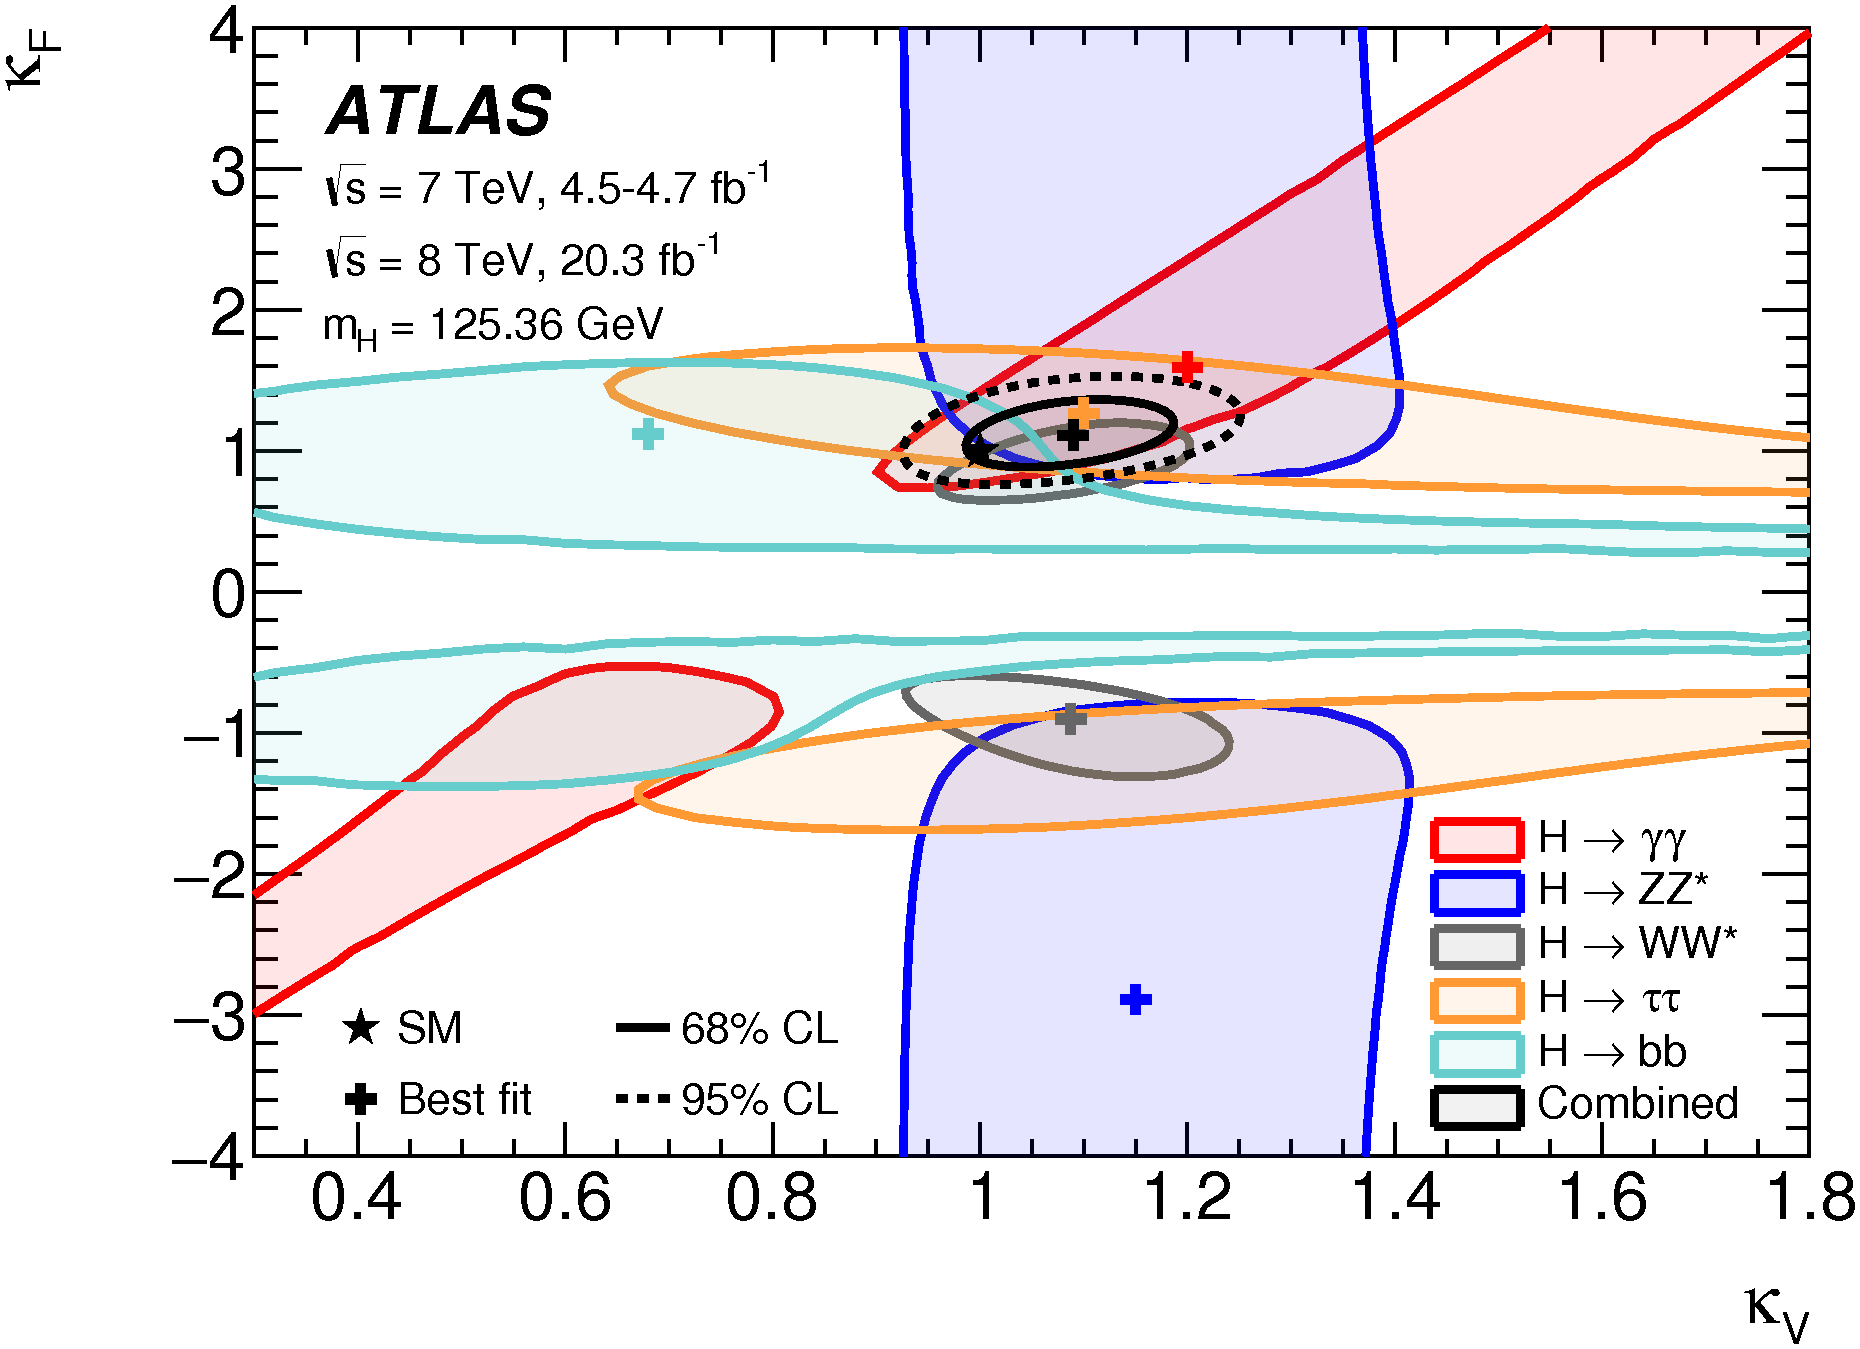 κF
4
3
2
1
0
−1
−2
−3
−4
ATLAS
√s = 7 TeV, 4.5-4.7 fb-1
√s = 8 TeV, 20.3 fb-1
mH = 125.36 GeV
SM
68% CL
Best fit
95% CL
H → γγ
H → ZZ*
H → WW*
H → ττ
H → bb
Combined
0.4 0.6 0.8 1 1.2 1.4 1.6 1.8
κV